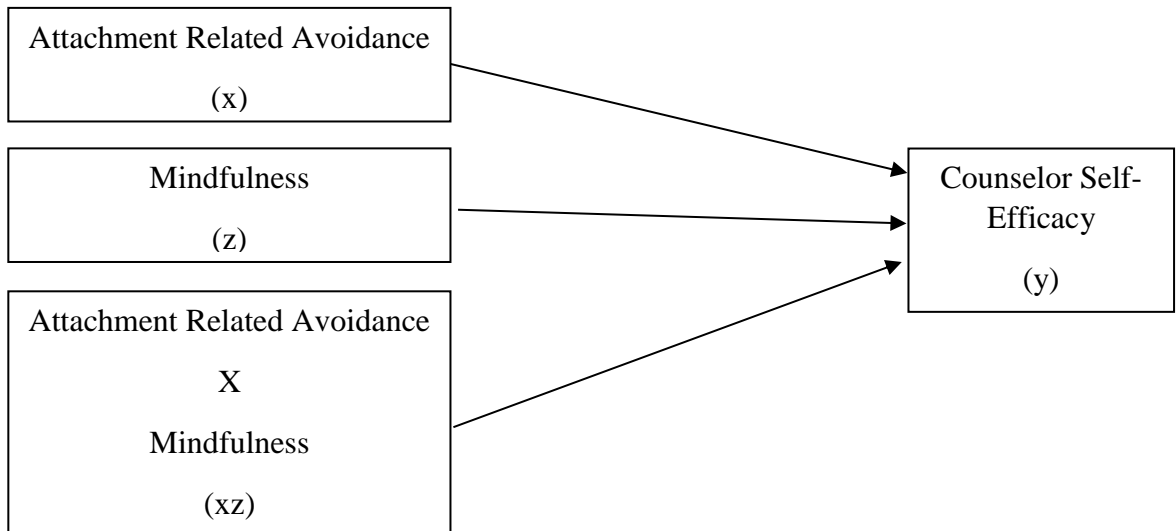 Attachment Related Avoidance
(x)
Mindfulness
(z)
Attachment Related Avoidance
X
Mindfulness
(xz)
Counselor Self-
Efficacy
(y)